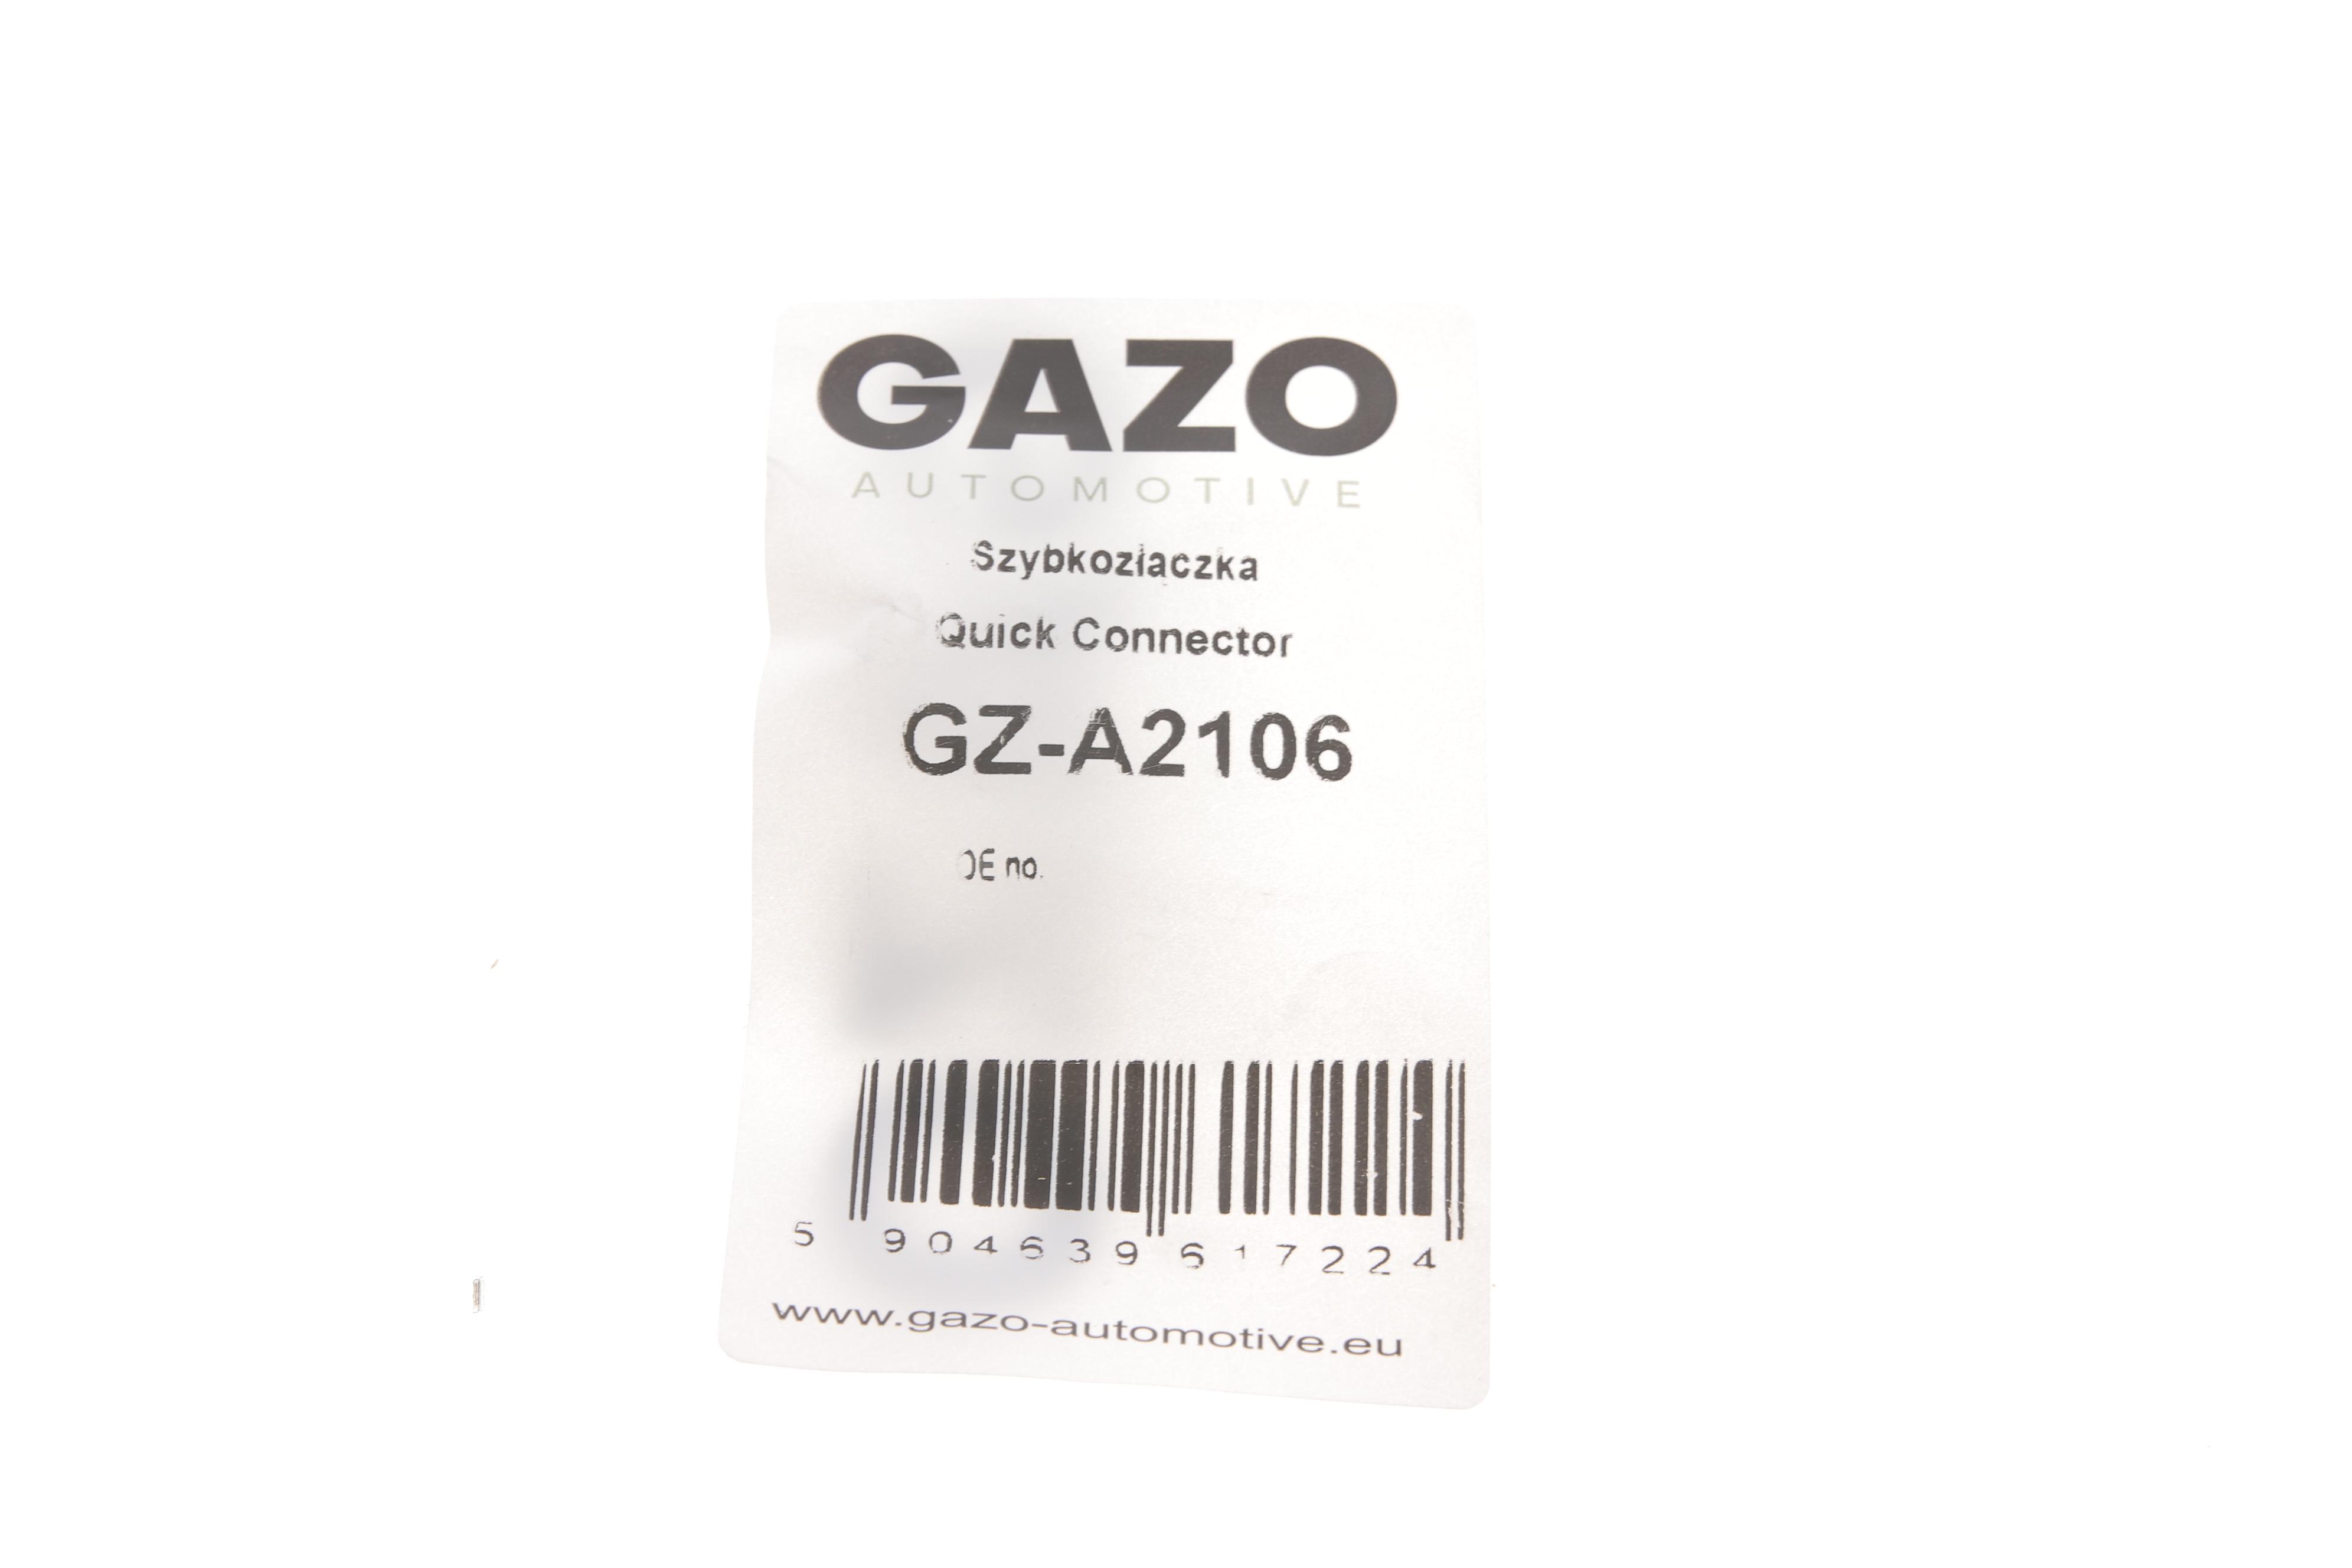 GAZO
AUTOMOTIVE
Szybkozłączka
Quick Connector
GZ-A2106
OE no.
5 904639 617224
www.gazo-automotive.eu